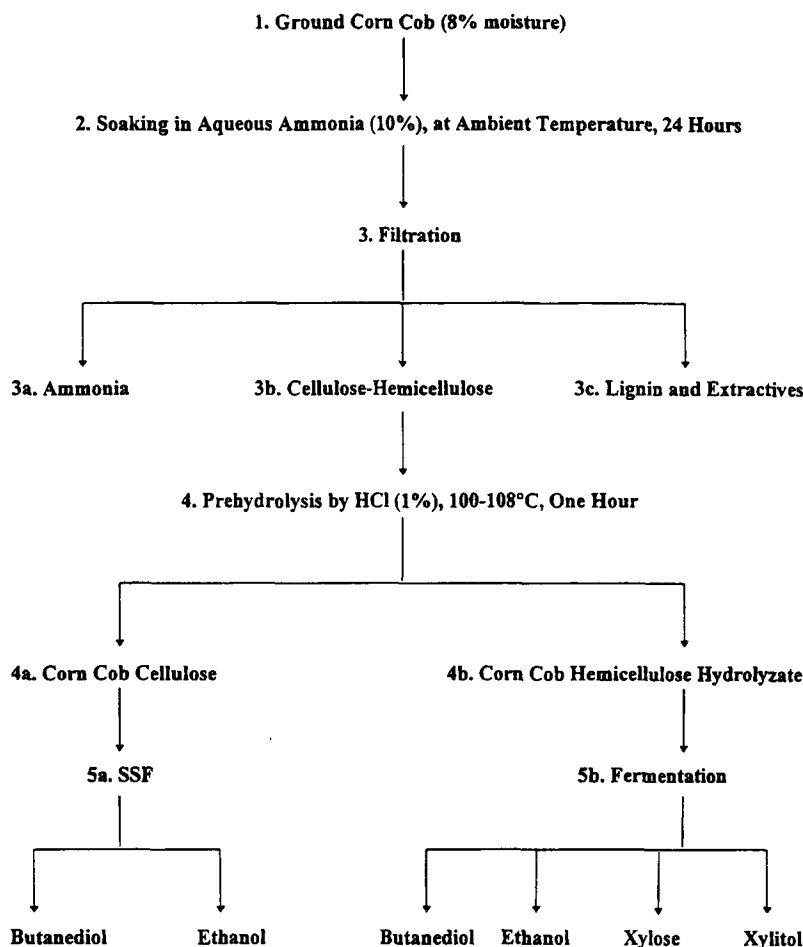 1. Ground Corn Cob (8% moisture)
2. Soaking in Aqueous Ammonia (10%), at Ambient Temperature, 24 Hours
3. Filtration
3a. Ammonia
3b. Cellulose-Hemicellulose
3c. Lignin and Extractives
4. Prehydrolysis by HCl (1%), 100-108°C, One Hour
4a. Corn Cob Cellulose
4b. Corn Cob Hemicellulose Hydrolyzate
5a. SSF
5b. Fermentation
Butanediol
Ethanol
Butanediol
Ethanol
Xylose
Xylitol